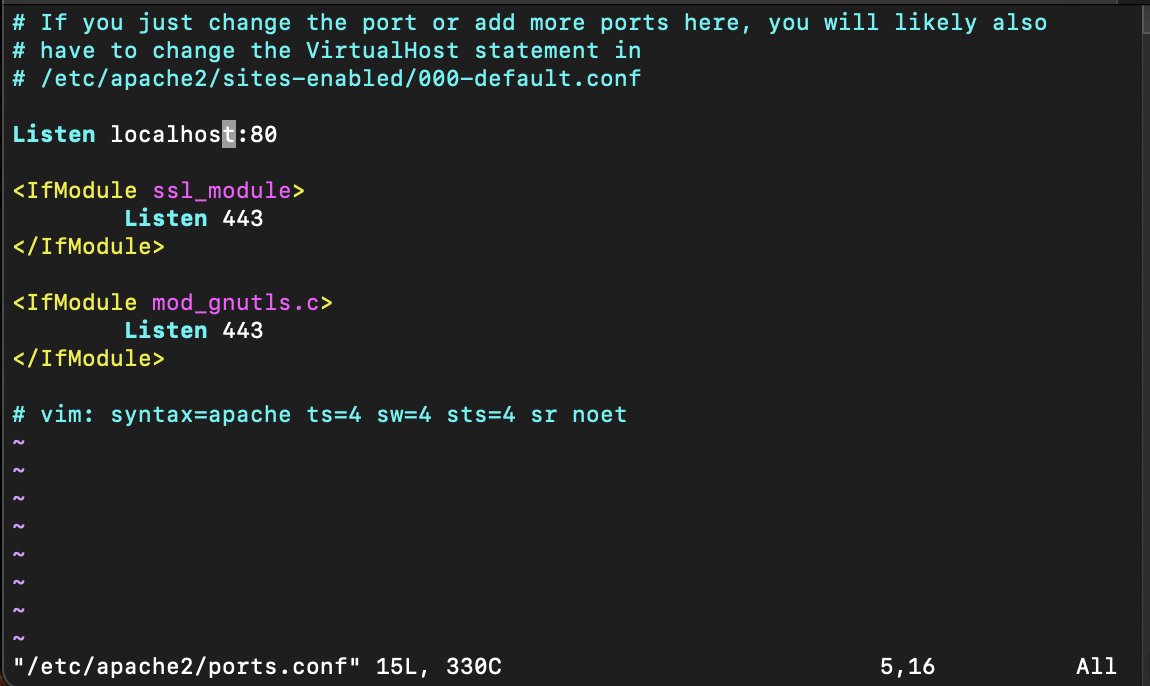 # If you just change the port or add more ports here, you will likely also
# have to change the VirtualHost statement in
# /etc/apache2/sites-enabled/000-default.conf

Listen localhost:80

<IfModule ssl_module>
        Listen 443
</IfModule>

<IfModule mod_gnutls.c>
        Listen 443
</IfModule>

# vim: syntax=apache ts=4 sw=4 sts=4 sr noet
~
~
~
~
~
~
~
~
"/etc/apache2/ports.conf" 15L, 330C 5,16 All